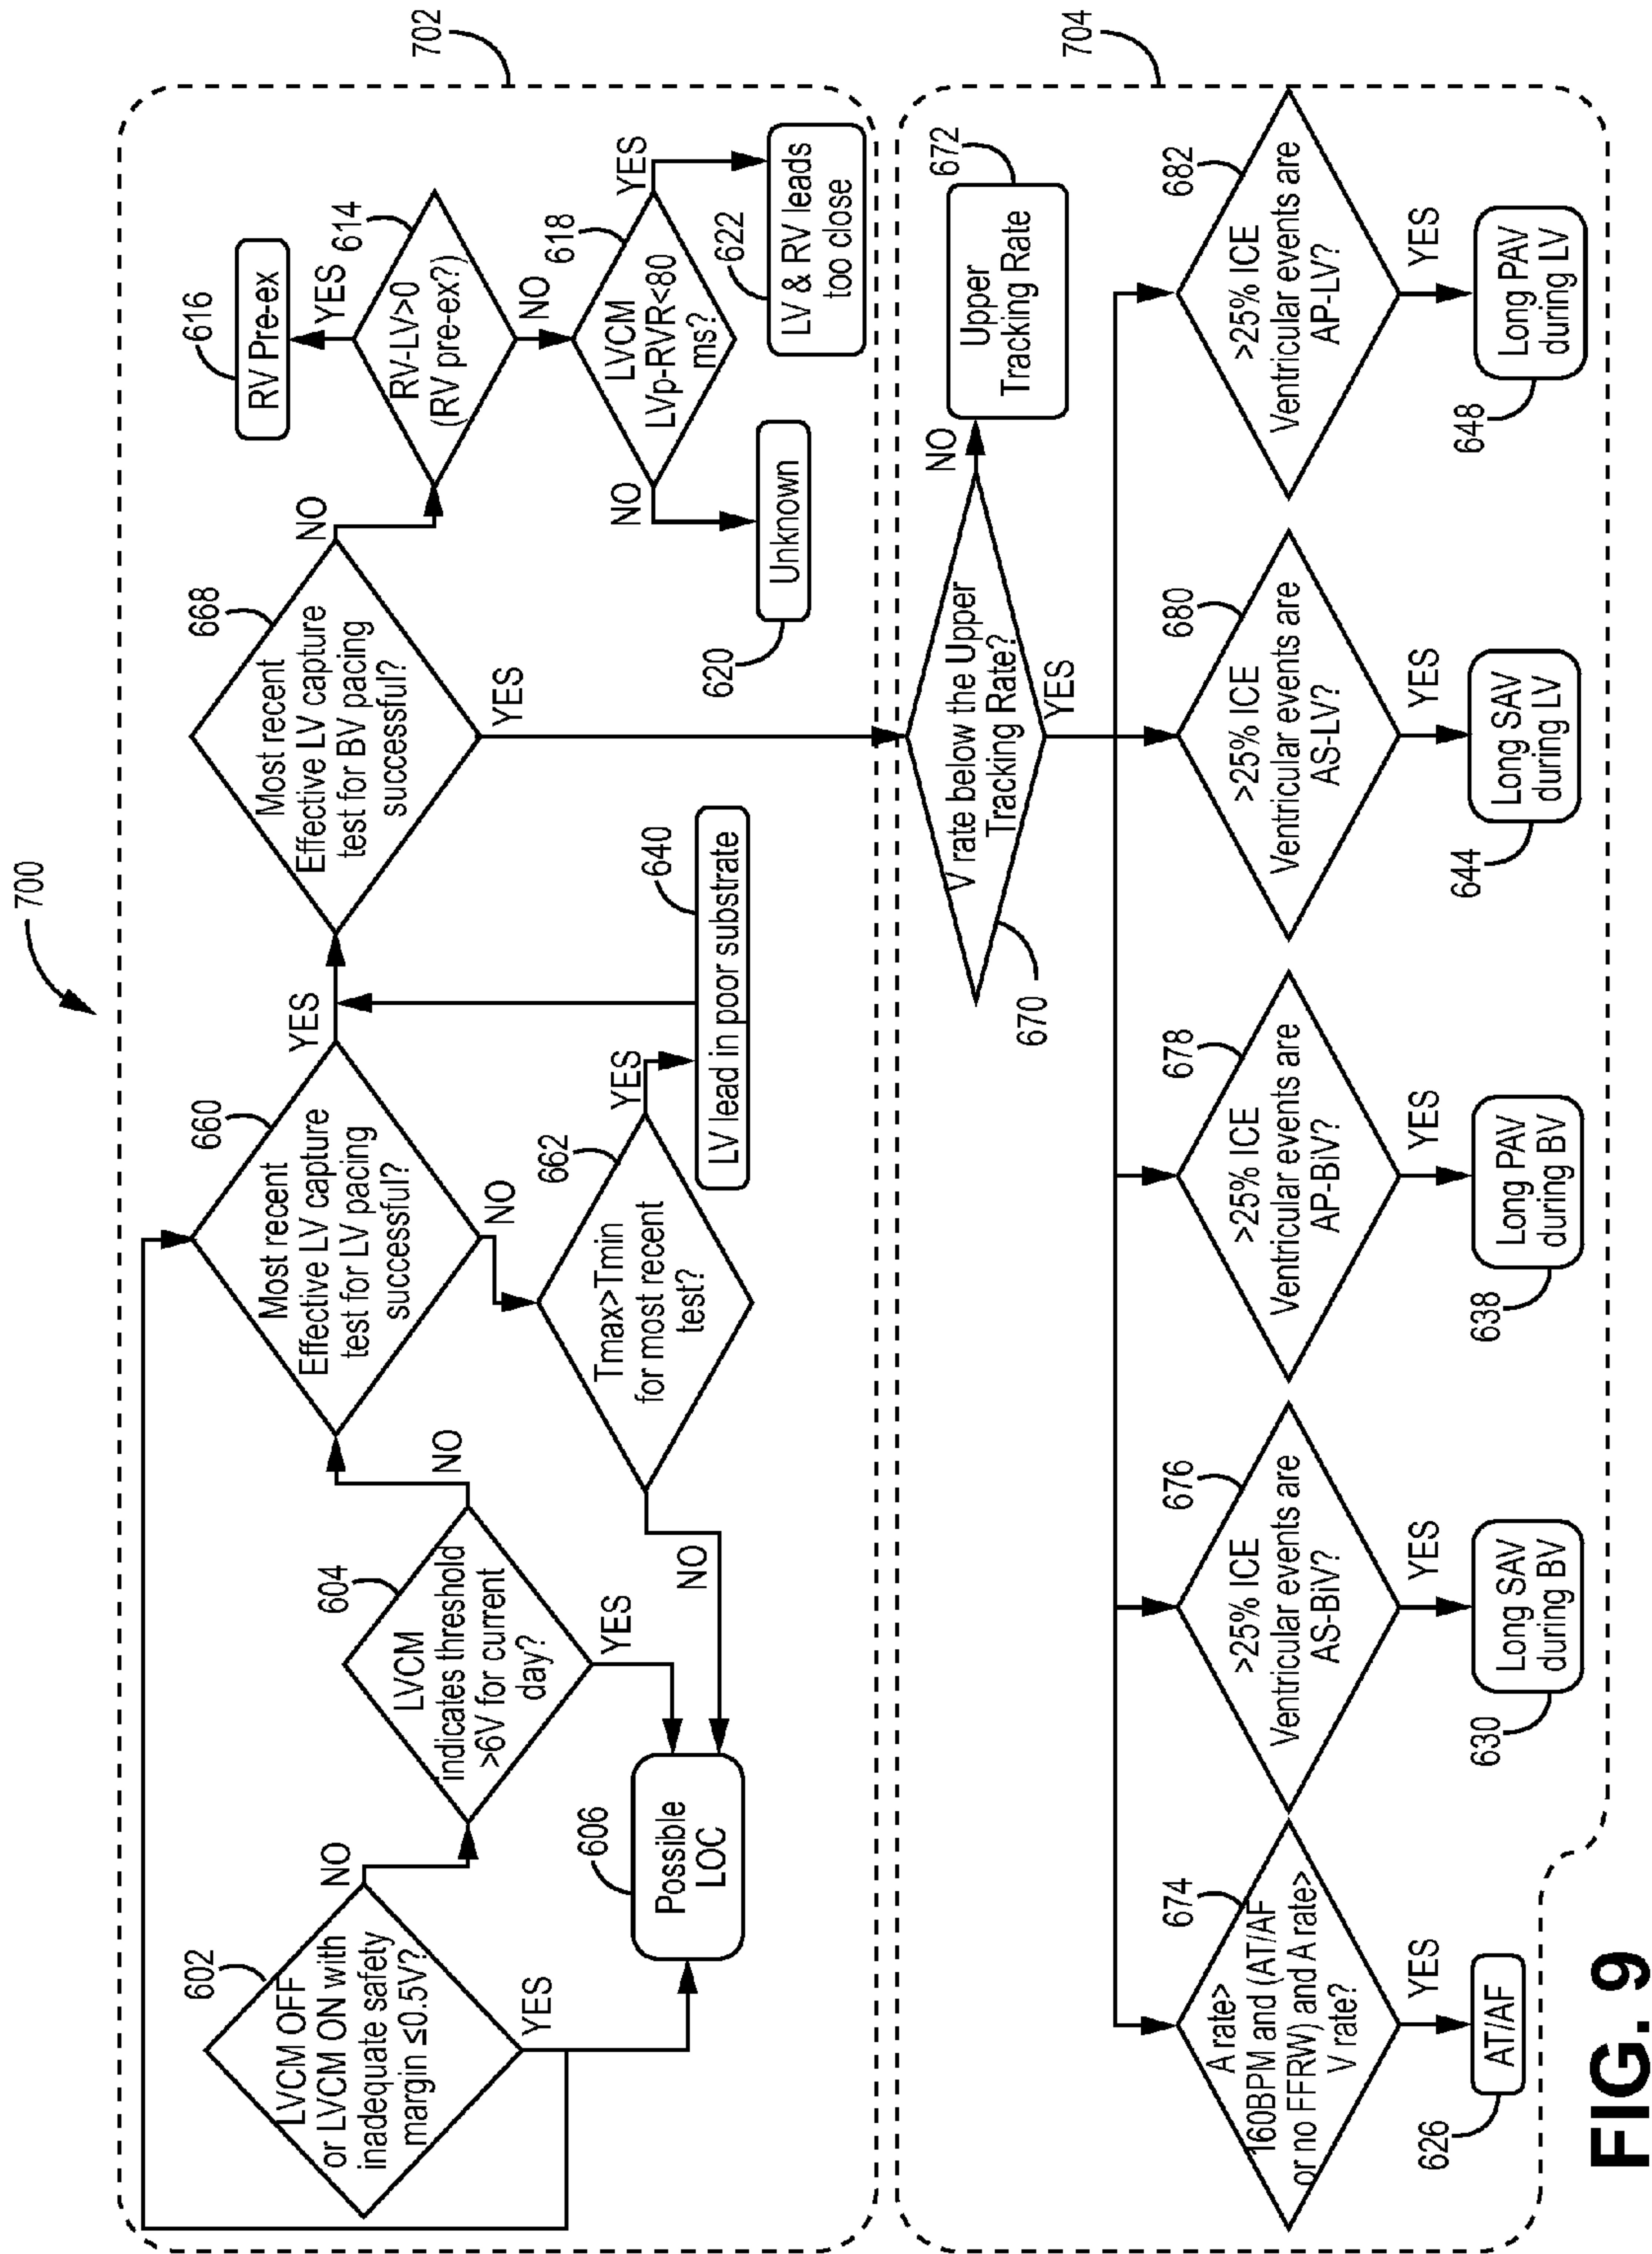 700
702
602
LVCM OFF
or LVCM ON with
inadequate safety
margin ≤0.5V?
NO
YES
604
LVCM
indicates threshold
>6V for current
day?
NO
YES
606
Possible
LOC
660
Most recent
Effective LV capture
test for LV pacing
successful?
YES
NO
662
Tmax>Tmin
for most recent
test?
YES
NO
640
LV lead in poor substrate
668
Most recent
Effective LV capture
test for BV pacing
successful?
NO
YES
614
RV-LV>0
(RV pre-ex?)
YES
NO
616
RV Pre-ex
618
LVCM
LVp-RVR<80
ms?
NO
YES
620
Unknown
622
LV & RV leads
too close
704
670
V rate below the Upper
Tracking Rate?
NO
YES
672
Upper
Tracking Rate
674
A rate>
160BPM and (AT/AF
or no FFRW) and A rate>
V rate?
YES
626
AT/AF
676
>25% ICE
Ventricular events are
AS-BiV?
YES
630
Long SAV
during BV
678
>25% ICE
Ventricular events are
AP-BiV?
YES
638
Long PAV
during BV
680
>25% ICE
Ventricular events are
AS-LV?
YES
644
Long SAV
during LV
682
>25% ICE
Ventricular events are
AP-LV?
YES
648
Long PAV
during LV
FIG. 9